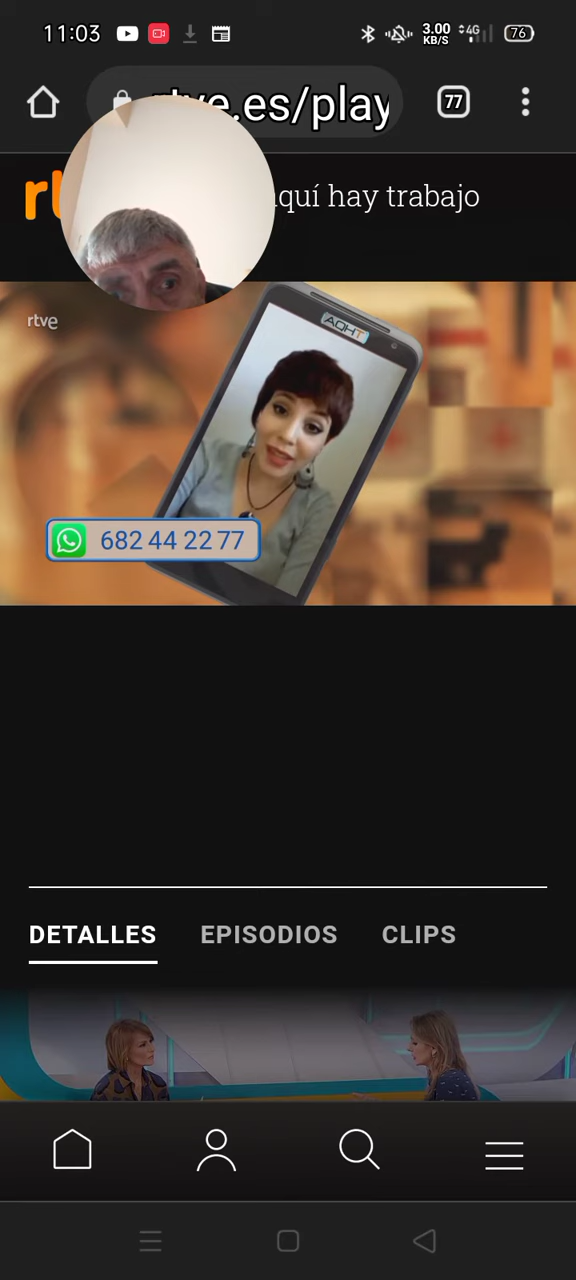 11:03
3.00
KB/S
4G
76
rtve.es/play
77
aquí hay trabajo
rtve
AQHT
682 44 22 77
DETALLES
EPISODIOS
CLIPS